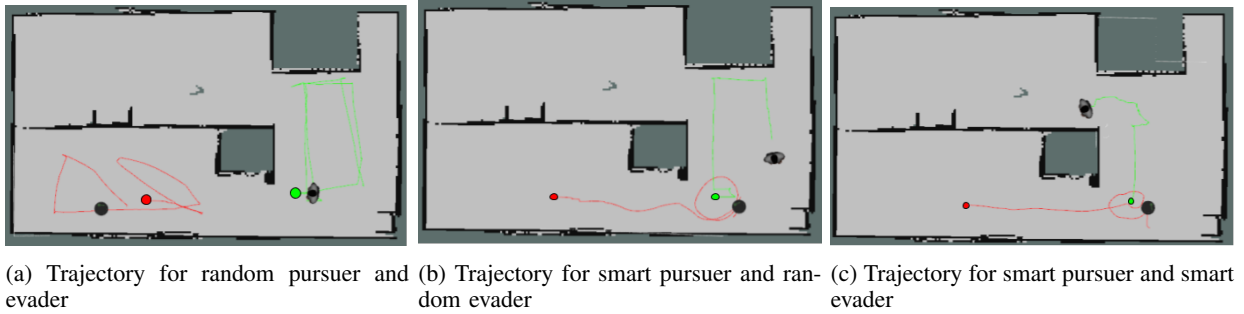 (a) Trajectory for random pursuer and
evader
(b) Trajectory for smart pursuer and ran-
dom evader
(c) Trajectory for smart pursuer and smart
evader